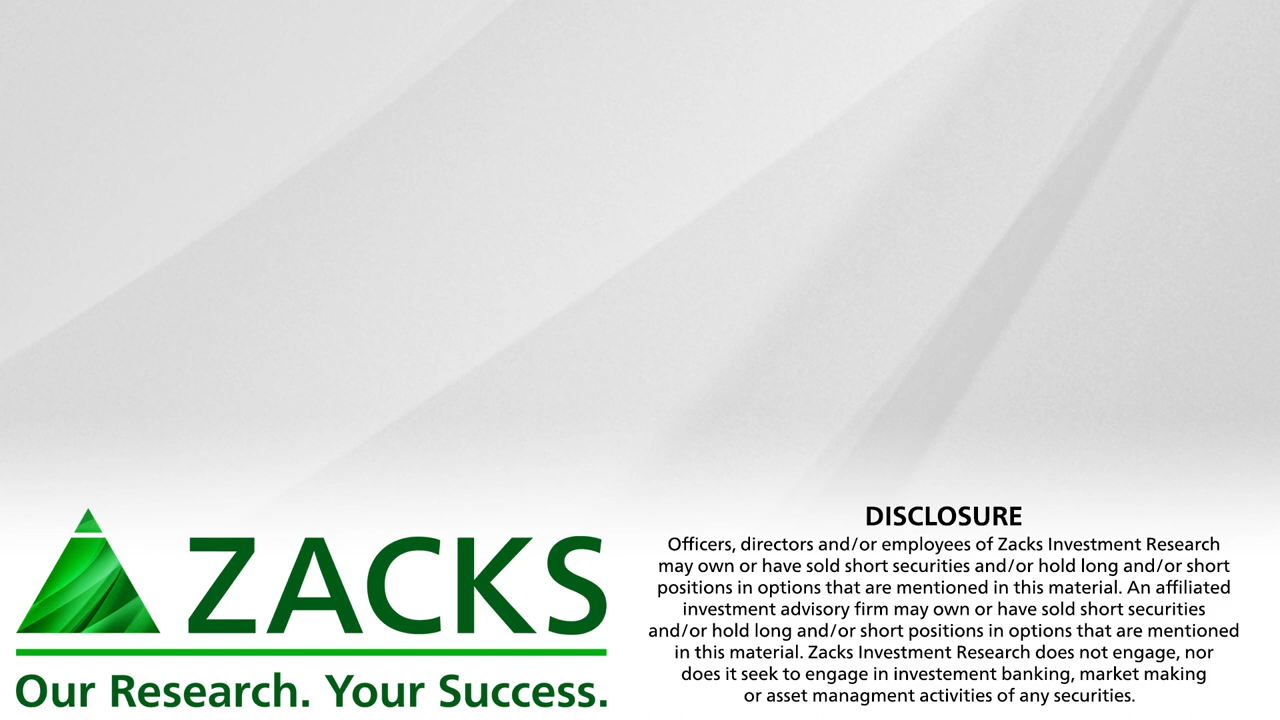 ZACKS
Our Research. Your Success.
DISCLOSURE
Officers, directors and/or employees of Zacks Investment Research
may own or have sold short securities and/or hold long and/or short
positions in options that are mentioned in this material. An affiliated
investment advisory firm may own or have sold short securities
and/or hold long and/or short positions in options that are mentioned
in this material. Zacks Investment Research does not engage, nor
does it seek to engage in investement banking, market making
or asset managment activities of any securities.